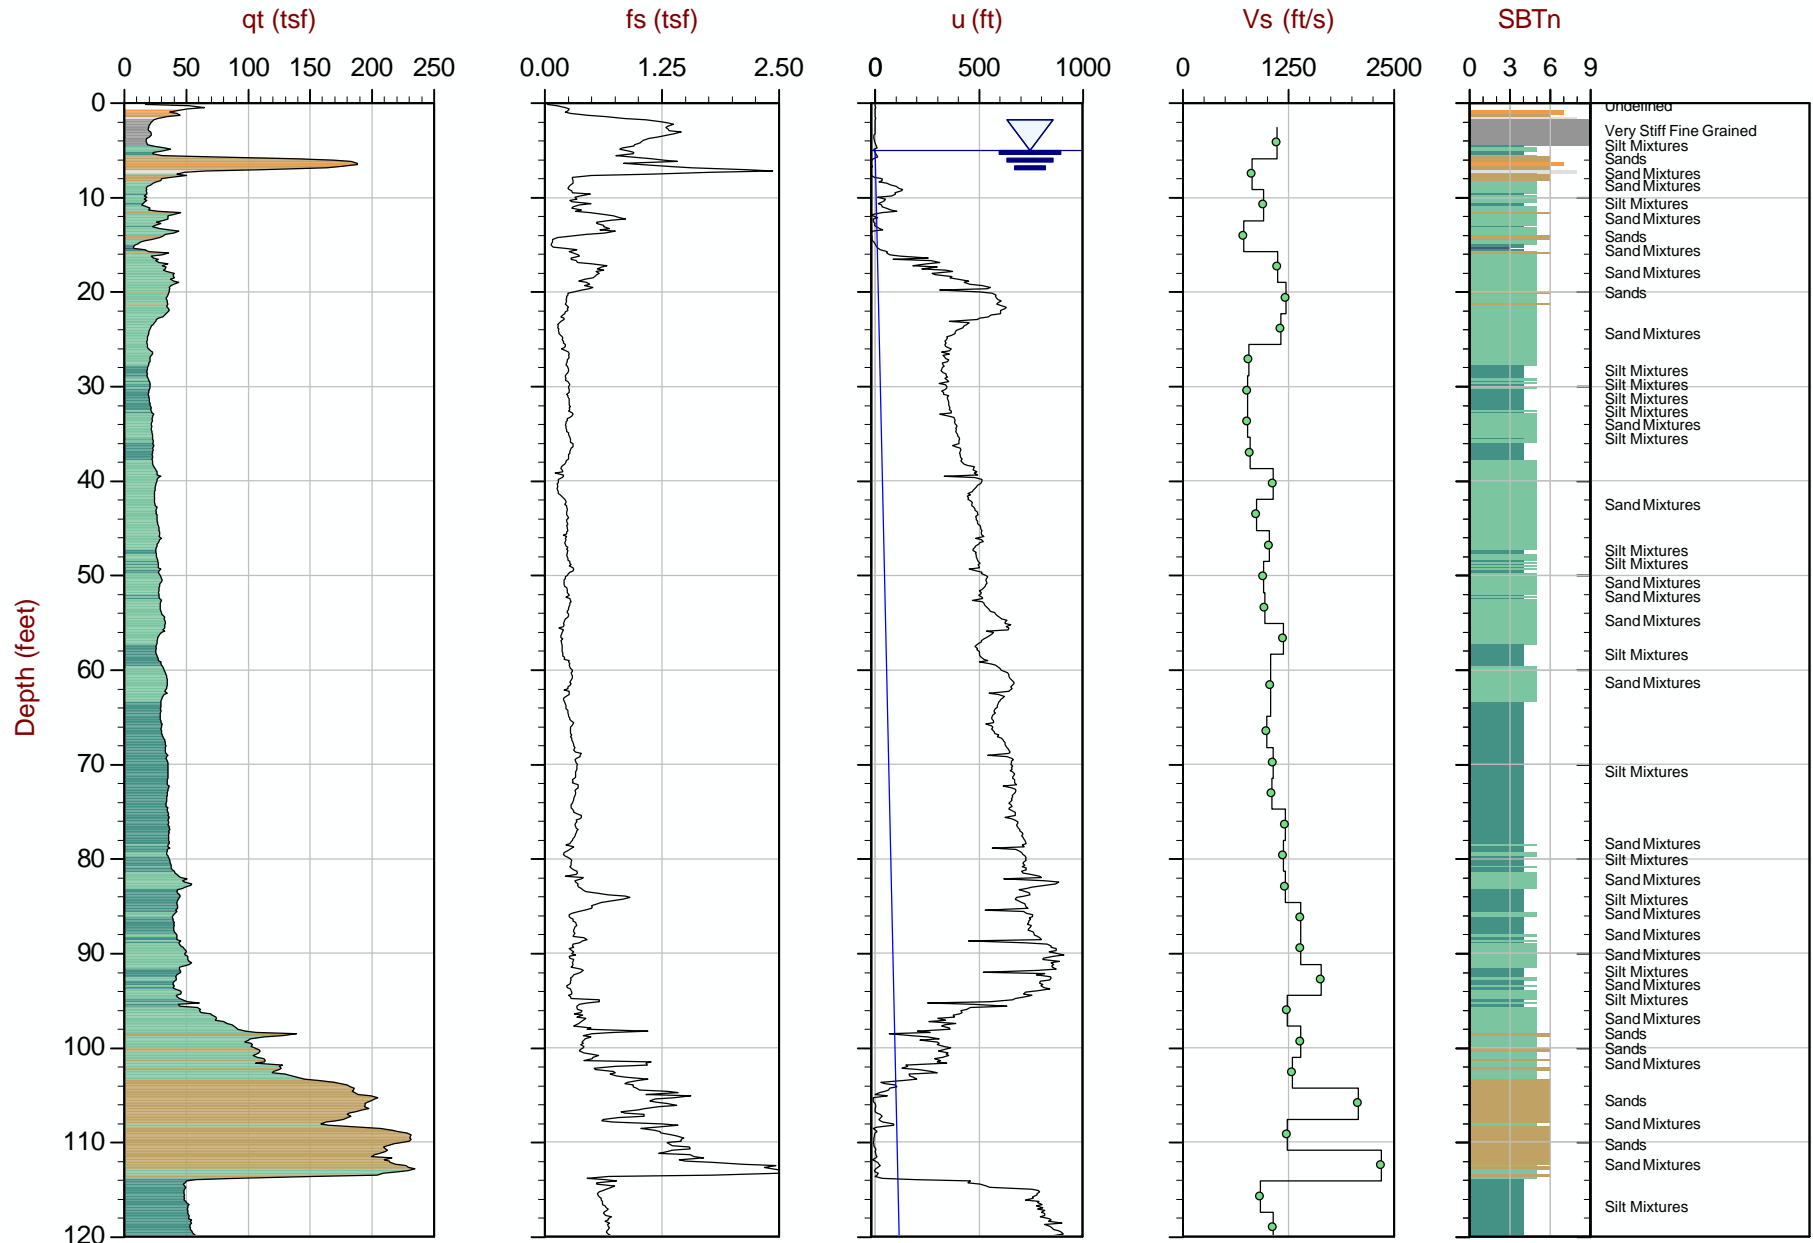 qt (tsf)
fs (tsf)
u (ft)
Vs (ft/s)
SBTn
0 50 100 150 200 250
0.00 1.25 2.50
0 500 1000
0 1250 2500
0 3 6 9
Depth (feet)
0
10
20
30
40
50
60
70
80
90
100
110
120
Undefined
Very Stiff Fine Grained
Silt Mixtures
Sands
Sand Mixtures
Sand Mixtures
Silt Mixtures
Sand Mixtures
Sands
Sand Mixtures
Sand Mixtures
Sands
Sand Mixtures
Silt Mixtures
Silt Mixtures
Silt Mixtures
Silt Mixtures
Sand Mixtures
Silt Mixtures
Sand Mixtures
Silt Mixtures
Silt Mixtures
Sand Mixtures
Sand Mixtures
Sand Mixtures
Silt Mixtures
Sand Mixtures
Silt Mixtures
Sand Mixtures
Silt Mixtures
Sand Mixtures
Silt Mixtures
Sand Mixtures
Sand Mixtures
Silt Mixtures
Sand Mixtures
Silt Mixtures
Sand Mixtures
Sands
Sands
Sand Mixtures
Sands
Sand Mixtures
Sands
Sand Mixtures
Silt Mixtures